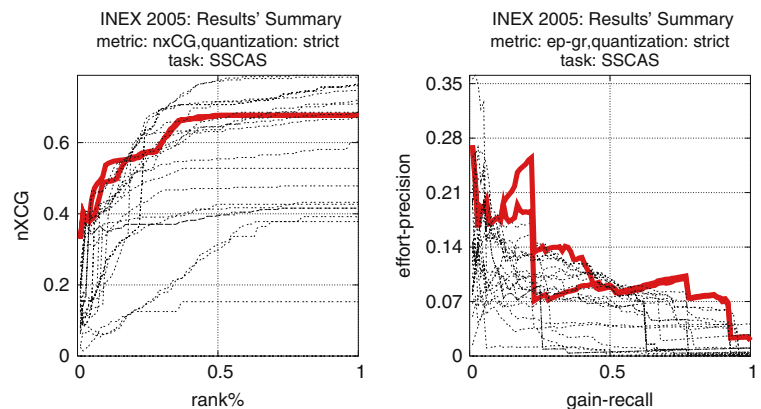 INEX 2005: Results' Summary
metric: nxCG,quantization: strict
task: SSCAS
nXCG
0.6
0.4
0.2
0
0
0.5
1
rank%
INEX 2005: Results' Summary
metric: ep-gr,quantization: strict
task: SSCAS
effort-precision
0.35
0.28
0.21
0.14
0.07
0
0
0.5
1
gain-recall